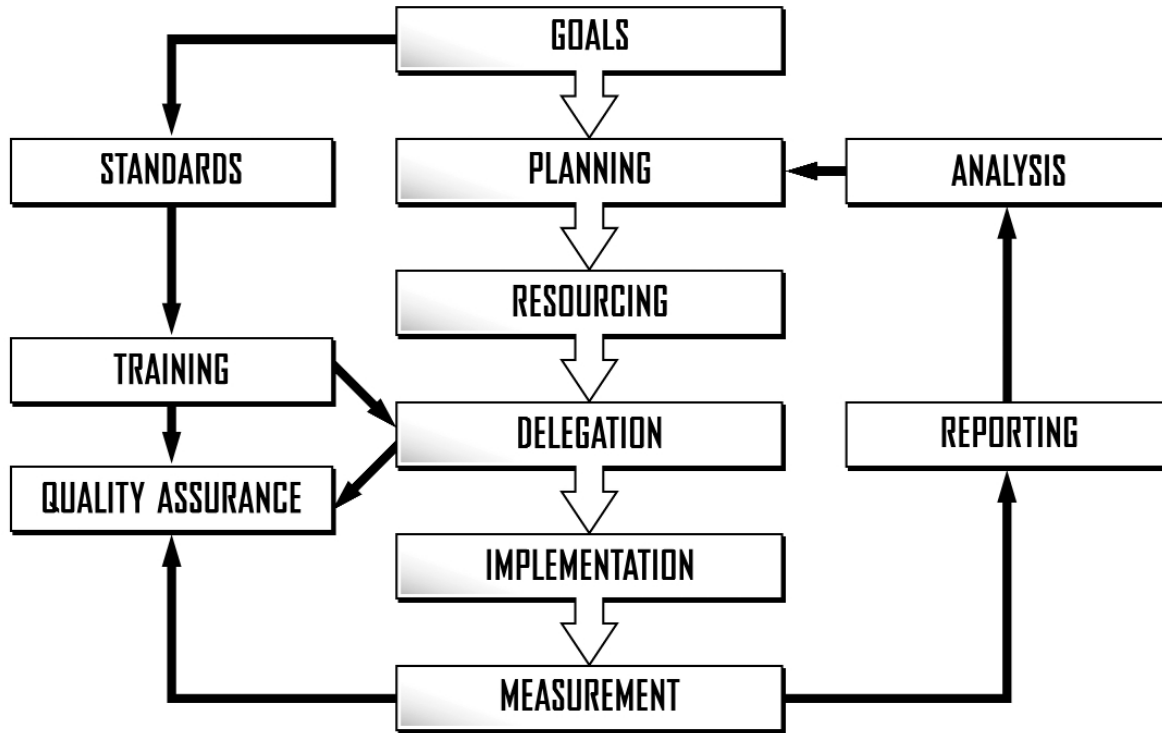 GOALS
STANDARDS
PLANNING
ANALYSIS
RESOURCING
TRAINING
DELEGATION
REPORTING
QUALITY ASSURANCE
IMPLEMENTATION
MEASUREMENT